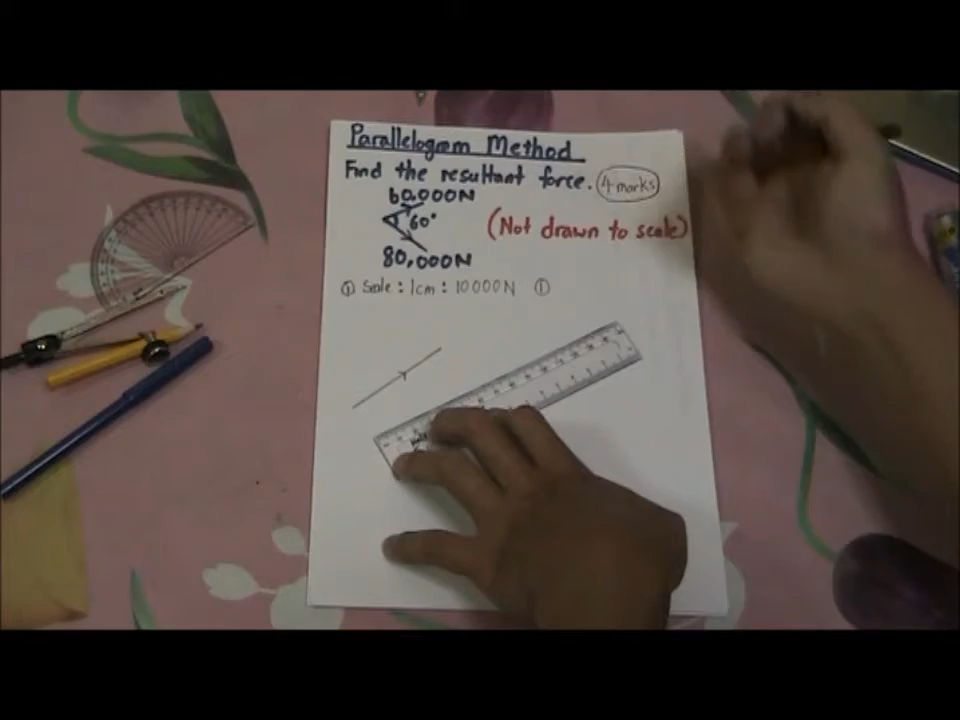 Parallelogram Method
Find the resultant force. 4 marks
60,000N
60°
(Not drawn to scale)
80,000N
① Scale : 1cm : 10000N ①